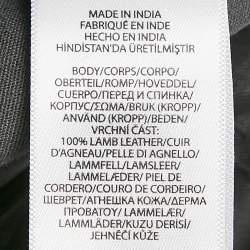 MADE IN INDIA
FABRIQUÉ EN INDE
HECHO EN INDIA
HİNDİSTAN'DA ÜRETİLMİŞTİR
BODY/CORPS/CORPO/
OBERTEIL/ROMP/HOVEDDEL/
CUERPO/ПЕРЕД И СПИНКА/
КОРПУС/SŌMA/BRUK (KROPP)/
ANVÄND (KROPP)/BEDEN/
VRCHNÍ ČÁST:
100% LAMB LEATHER/CUIR
D'AGNEAU/PELLE DI AGNELLO/
LAMMFELL/LAMSLEER/
LAMMELÆDER/ PIEL DE
CORDERO/COURO DE CORDEIRO/
ШЕВРЕТ/АГНЕШКА КОЖА/ΔΕΡΜΑ
ΠΡΟΒΑΤΟΥ/ LAMMELÆR/
LAMMLÄDER/KUZU DERİSİ/
JEHNĚČÍ KŮŽE